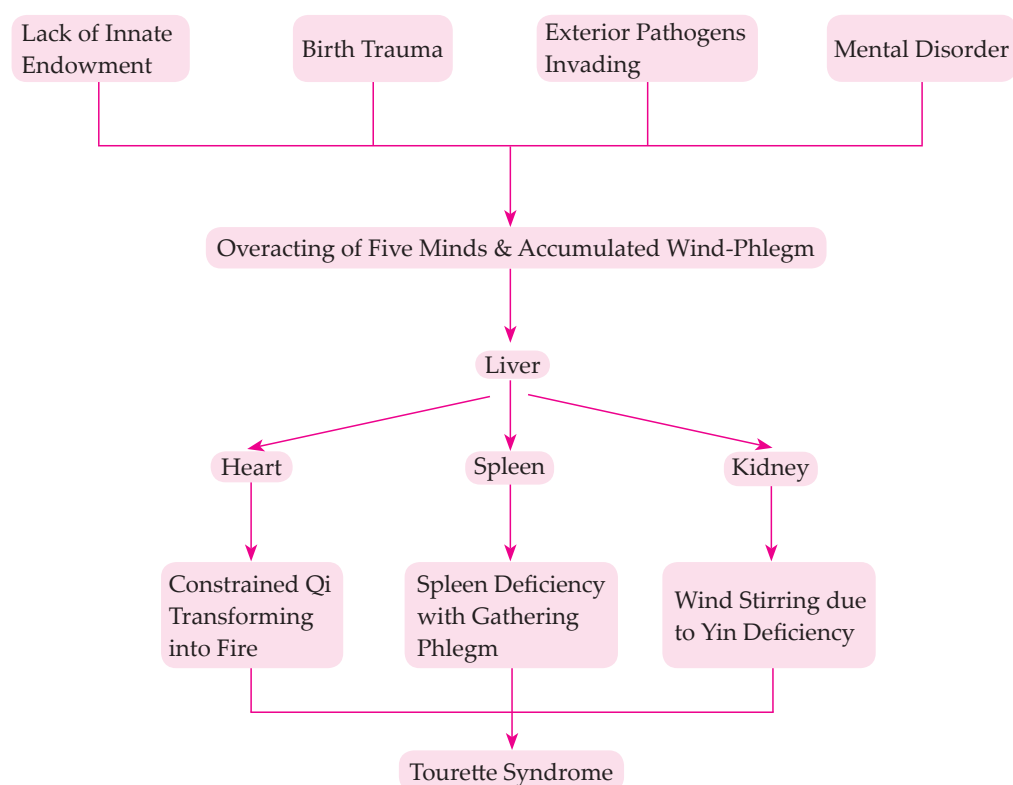 Lack of Innate
Endowment
Birth Trauma
Exterior Pathogens
Invading
Mental Disorder
Overacting of Five Minds & Accumulated Wind-Phlegm
Liver
Heart
Spleen
Kidney
Constrained Qi
Transforming
into Fire
Spleen Deficiency
with Gathering
Phlegm
Wind Stirring due
to Yin Deficiency
Tourette Syndrome